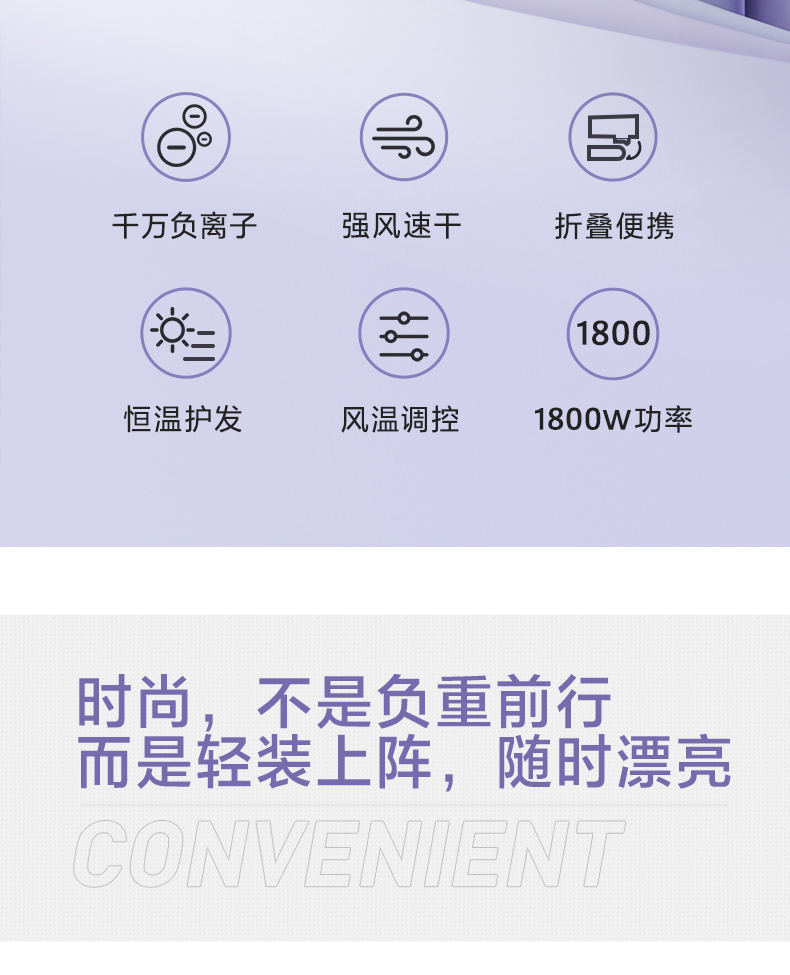 千万负离子
强风速干
折叠便携
1800
恒温护发
风温调控
1800W功率
时尚，不是负重前行
而是轻装上阵，随时漂亮
CONVENIENT